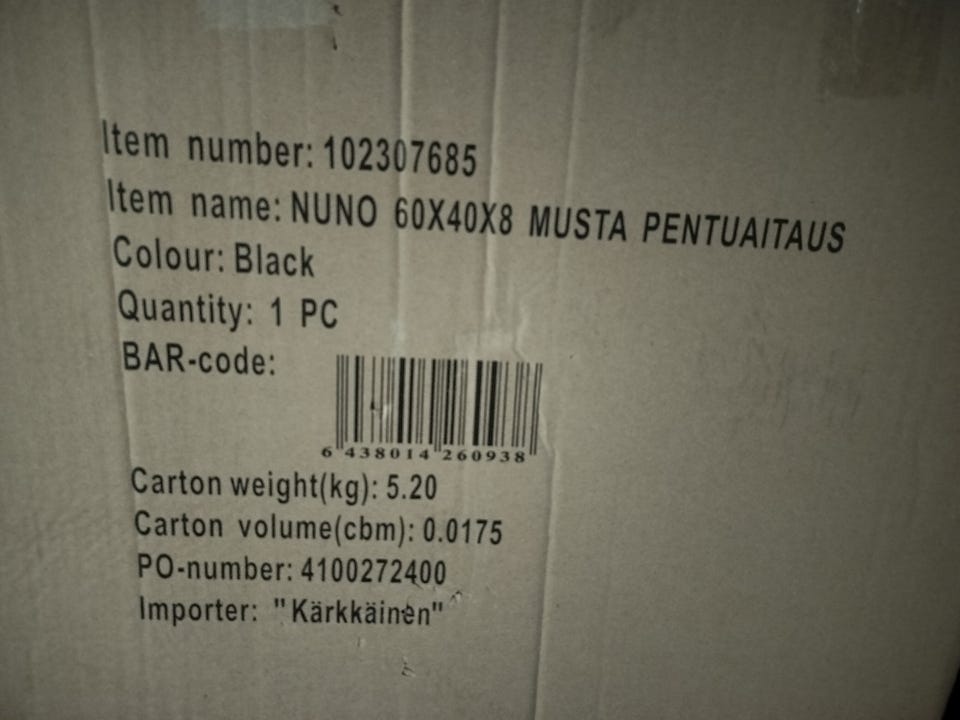 Item number: 102307685
Item name: NUNO 60X40X8 MUSTA PENTUAITAUS
Colour: Black
Quantity: 1 PC
BAR-code:
6 438014 260938
Carton weight(kg): 5.20
Carton volume(cbm): 0.0175
PO-number: 4100272400
Importer: "Kärkkäinen"